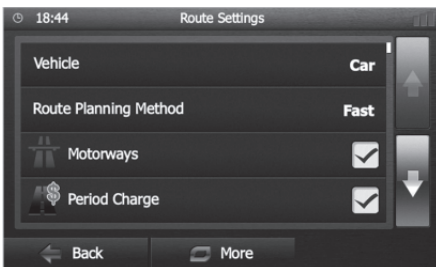 18:44 Route Settings
Vehicle Car
Route Planning Method Fast
Motorways
Period Charge
Back More